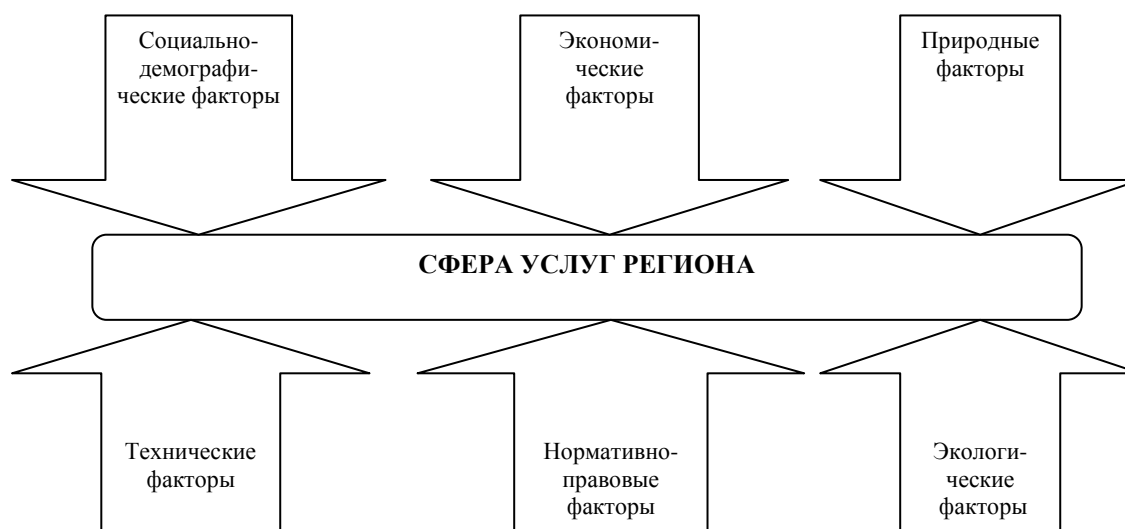 Социально-
демографи-
ческие факторы
Экономи-
ческие
факторы
Природные
факторы
СФЕРА УСЛУГ РЕГИОНА
Технические
факторы
Нормативно-
правовые
факторы
Экологи-
ческие
факторы